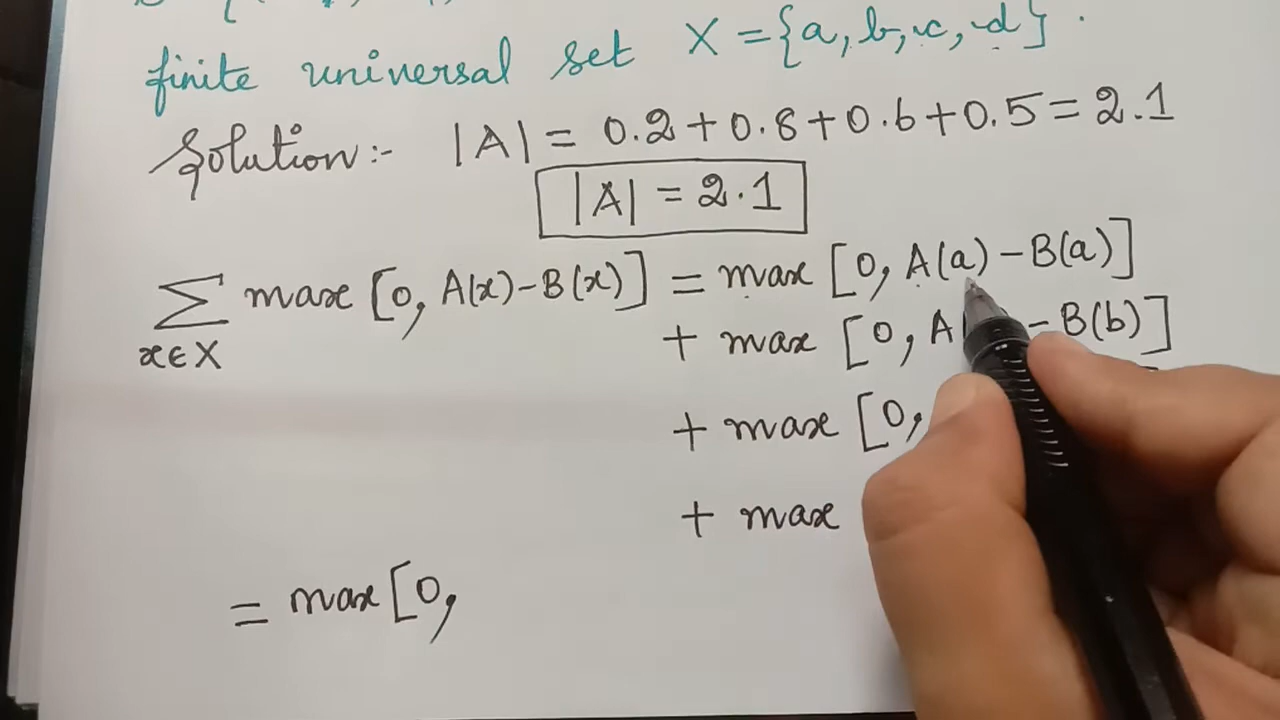 finite universal set X = {a, b, c, d}.
Solution:- |A| = 0.2 + 0.8 + 0.6 + 0.5 = 2.1
|A| = 2.1
∑ max [0, A(x) - B(x)] = max [0, A(a) - B(a)]
x∈X
+ max [0, A - B(b)]
+ max [0,
+ max
= max [0,